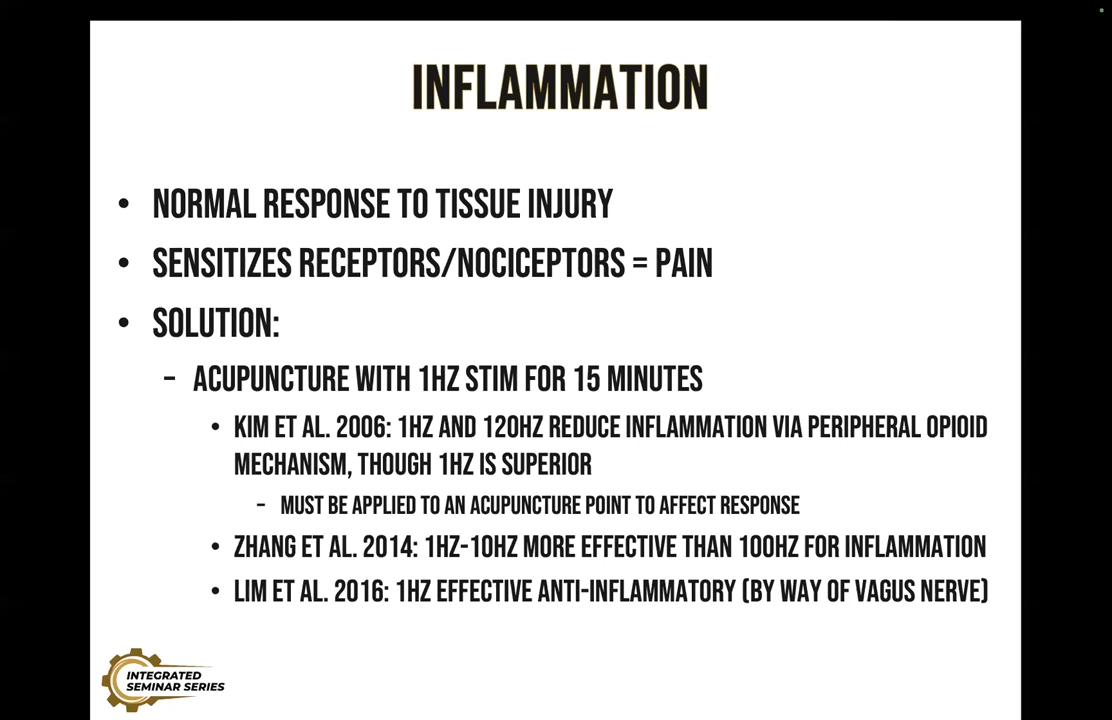 INFLAMMATION
• NORMAL RESPONSE TO TISSUE INJURY
• SENSITIZES RECEPTORS/NOCICEPTORS = PAIN
• SOLUTION:
– ACUPUNCTURE WITH 1HZ STIM FOR 15 MINUTES
• KIM ET AL. 2006: 1HZ AND 120HZ REDUCE INFLAMMATION VIA PERIPHERAL OPIOID
MECHANISM, THOUGH 1HZ IS SUPERIOR
– MUST BE APPLIED TO AN ACUPUNCTURE POINT TO AFFECT RESPONSE
• ZHANG ET AL. 2014: 1HZ-10HZ MORE EFFECTIVE THAN 100HZ FOR INFLAMMATION
• LIM ET AL. 2016: 1HZ EFFECTIVE ANTI-INFLAMMATORY (BY WAY OF VAGUS NERVE)
INTEGRATED
SEMINAR SERIES